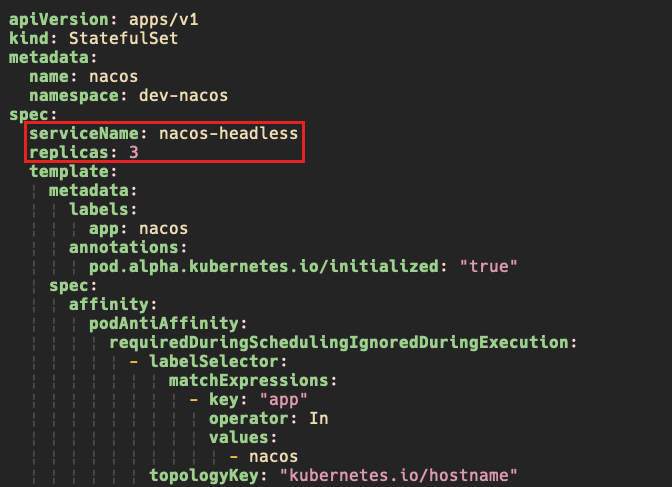 apiVersion: apps/v1
kind: StatefulSet
metadata:
  name: nacos
  namespace: dev-nacos
spec:
  serviceName: nacos-headless
  replicas: 3
  template:
    metadata:
      labels:
        app: nacos
      annotations:
        pod.alpha.kubernetes.io/initialized: "true"
    spec:
      affinity:
        podAntiAffinity:
          requiredDuringSchedulingIgnoredDuringExecution:
            - labelSelector:
                matchExpressions:
                  - key: "app"
                    operator: In
                    values:
                      - nacos
              topologyKey: "kubernetes.io/hostname"